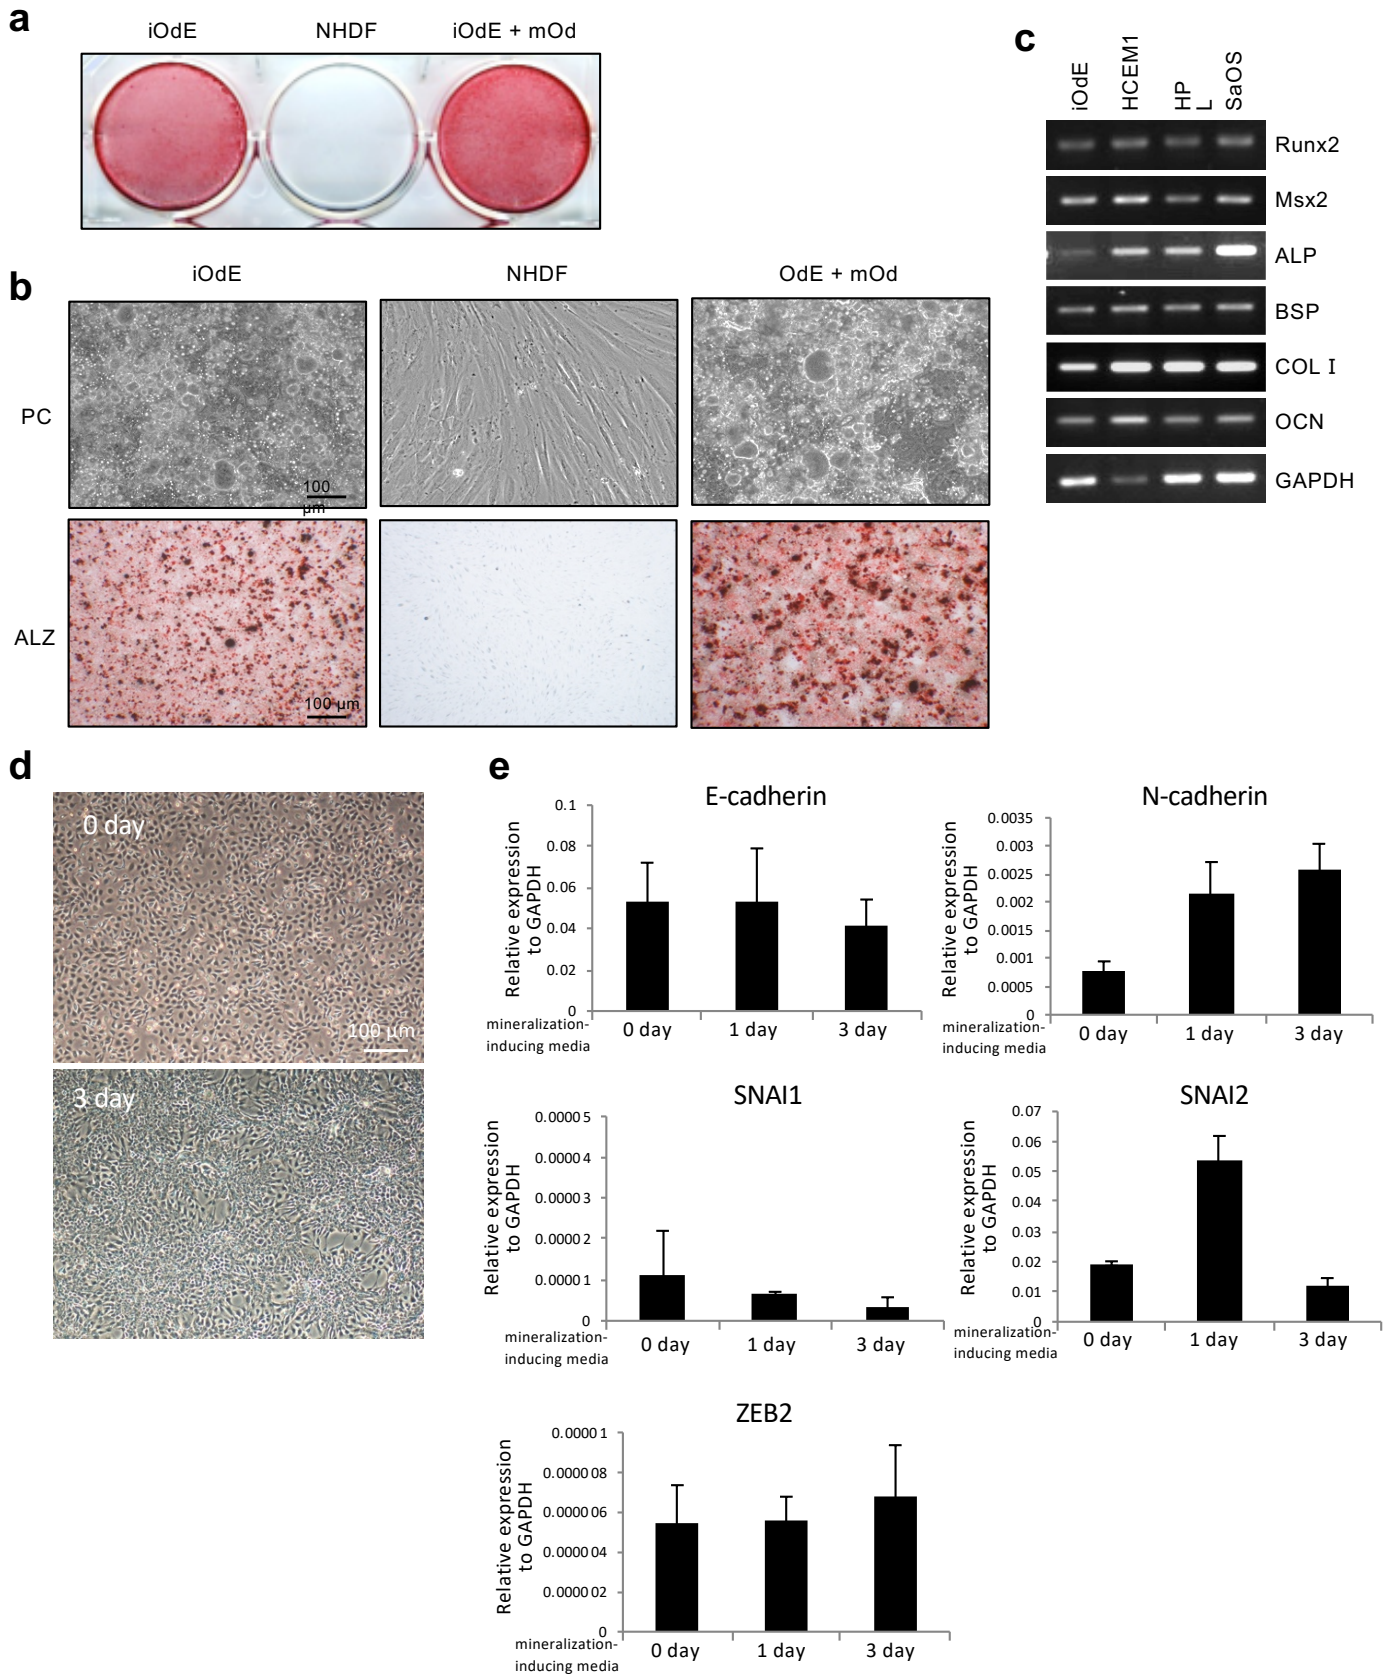 a
iOdE
NHDF
iOdE + mOd
c
iOdE
HCEM1
HP
L
SaOS
Runx2
Msx2
ALP
BSP
COL I
OCN
GAPDH
b
iOdE
NHDF
OdE + mOd
PC
100
µm
ALZ
100 µm
d
0 day
100 µm
3 day
e
E-cadherin
Relative expression
to GAPDH
0.1
0.08
0.06
0.04
0.02
0
mineralization-
inducing media
0 day
1 day
3 day
N-cadherin
Relative expression
to GAPDH
0.0035
0.003
0.0025
0.002
0.0015
0.001
0.0005
0
mineralization-
inducing media
0 day
1 day
3 day
SNAI1
Relative expression
to GAPDH
0.00005
0.00004
0.00003
0.00002
0.00001
0
mineralization-
inducing media
0 day
1 day
3 day
SNAI2
Relative expression
to GAPDH
0.07
0.06
0.05
0.04
0.03
0.02
0.01
0
mineralization-
inducing media
0 day
1 day
3 day
ZEB2
Relative expression
to GAPDH
0.00001
0.000008
0.000006
0.000004
0.000002
0
mineralization-
inducing media
0 day
1 day
3 day